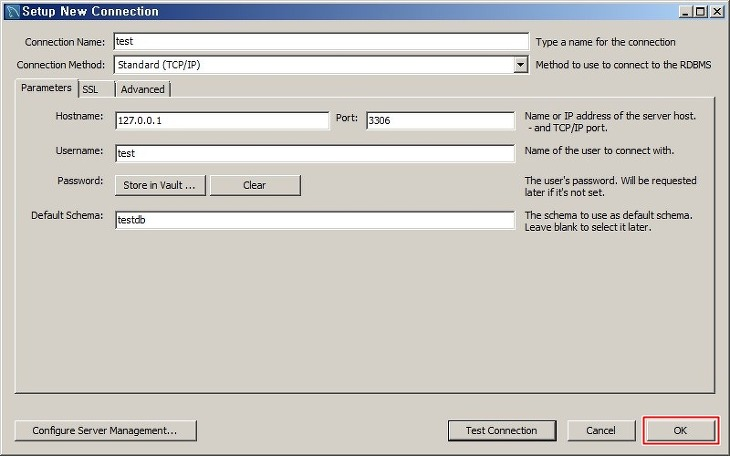 Setup New Connection
Connection Name: test Type a name for the connection
Connection Method: Standard (TCP/IP) Method to use to connect to the RDBMS
Parameters SSL Advanced
Hostname: 127.0.0.1 Port: 3306 Name or IP address of the server host.
- and TCP/IP port.
Username: test Name of the user to connect with.
Password: Store in Vault ... Clear The user's password. Will be requested
later if it's not set.
Default Schema: testdb The schema to use as default schema.
Leave blank to select it later.
Configure Server Management... Test Connection Cancel OK